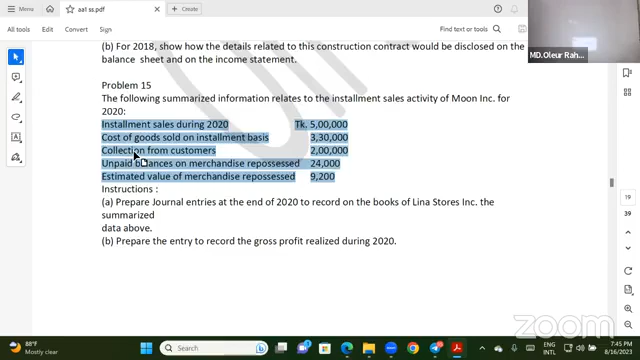 Menu
aa1 ss.pdf
Create
All tools
Edit
Convert
Sign
Find text or tools
MD.Oleur Rah...
(b) For 2018, show how the details related to this construction contract would be disclosed on the
balance sheet and on the income statement.
Problem 15
The following summarized information relates to the installment sales activity of Moon Inc. for
2020:
Installment sales during 2020 Tk. 5,00,000
Cost of goods sold on installment basis 3,30,000
Collection from customers 2,00,000
Unpaid balances on merchandise repossessed 24,000
Estimated value of merchandise repossessed 9,200
Instructions :
(a) Prepare Journal entries at the end of 2020 to record on the books of Lina Stores Inc. the
summarized
data above.
(b) Prepare the entry to record the gross profit realized during 2020.
19
39
zoom
88°F
Mostly clear
Search
ENG
INTL
7:45 PM
8/16/2023